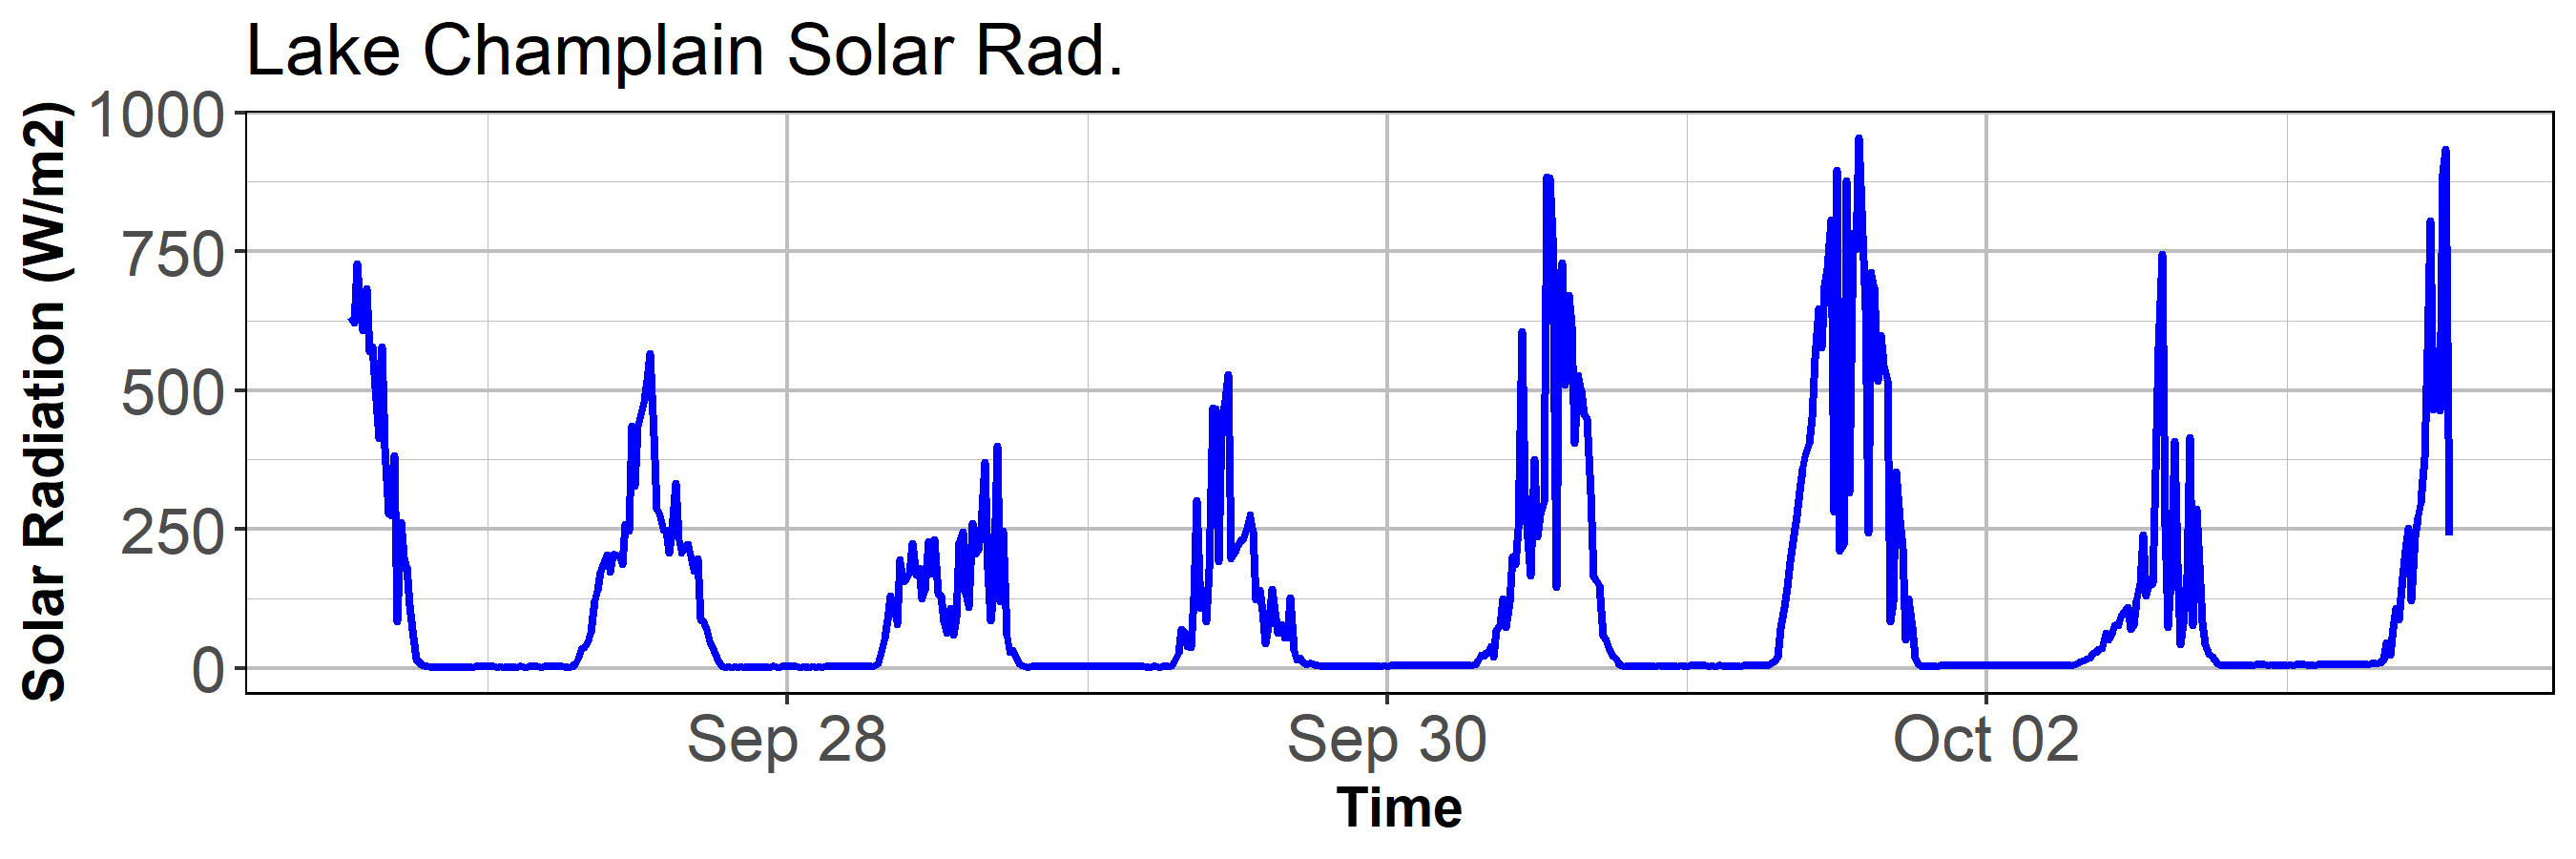 Lake Champlain Solar Rad.
Solar Radiation (W/m2)
1000
750
500
250
0
Sep 28 Sep 30 Oct 02
Time